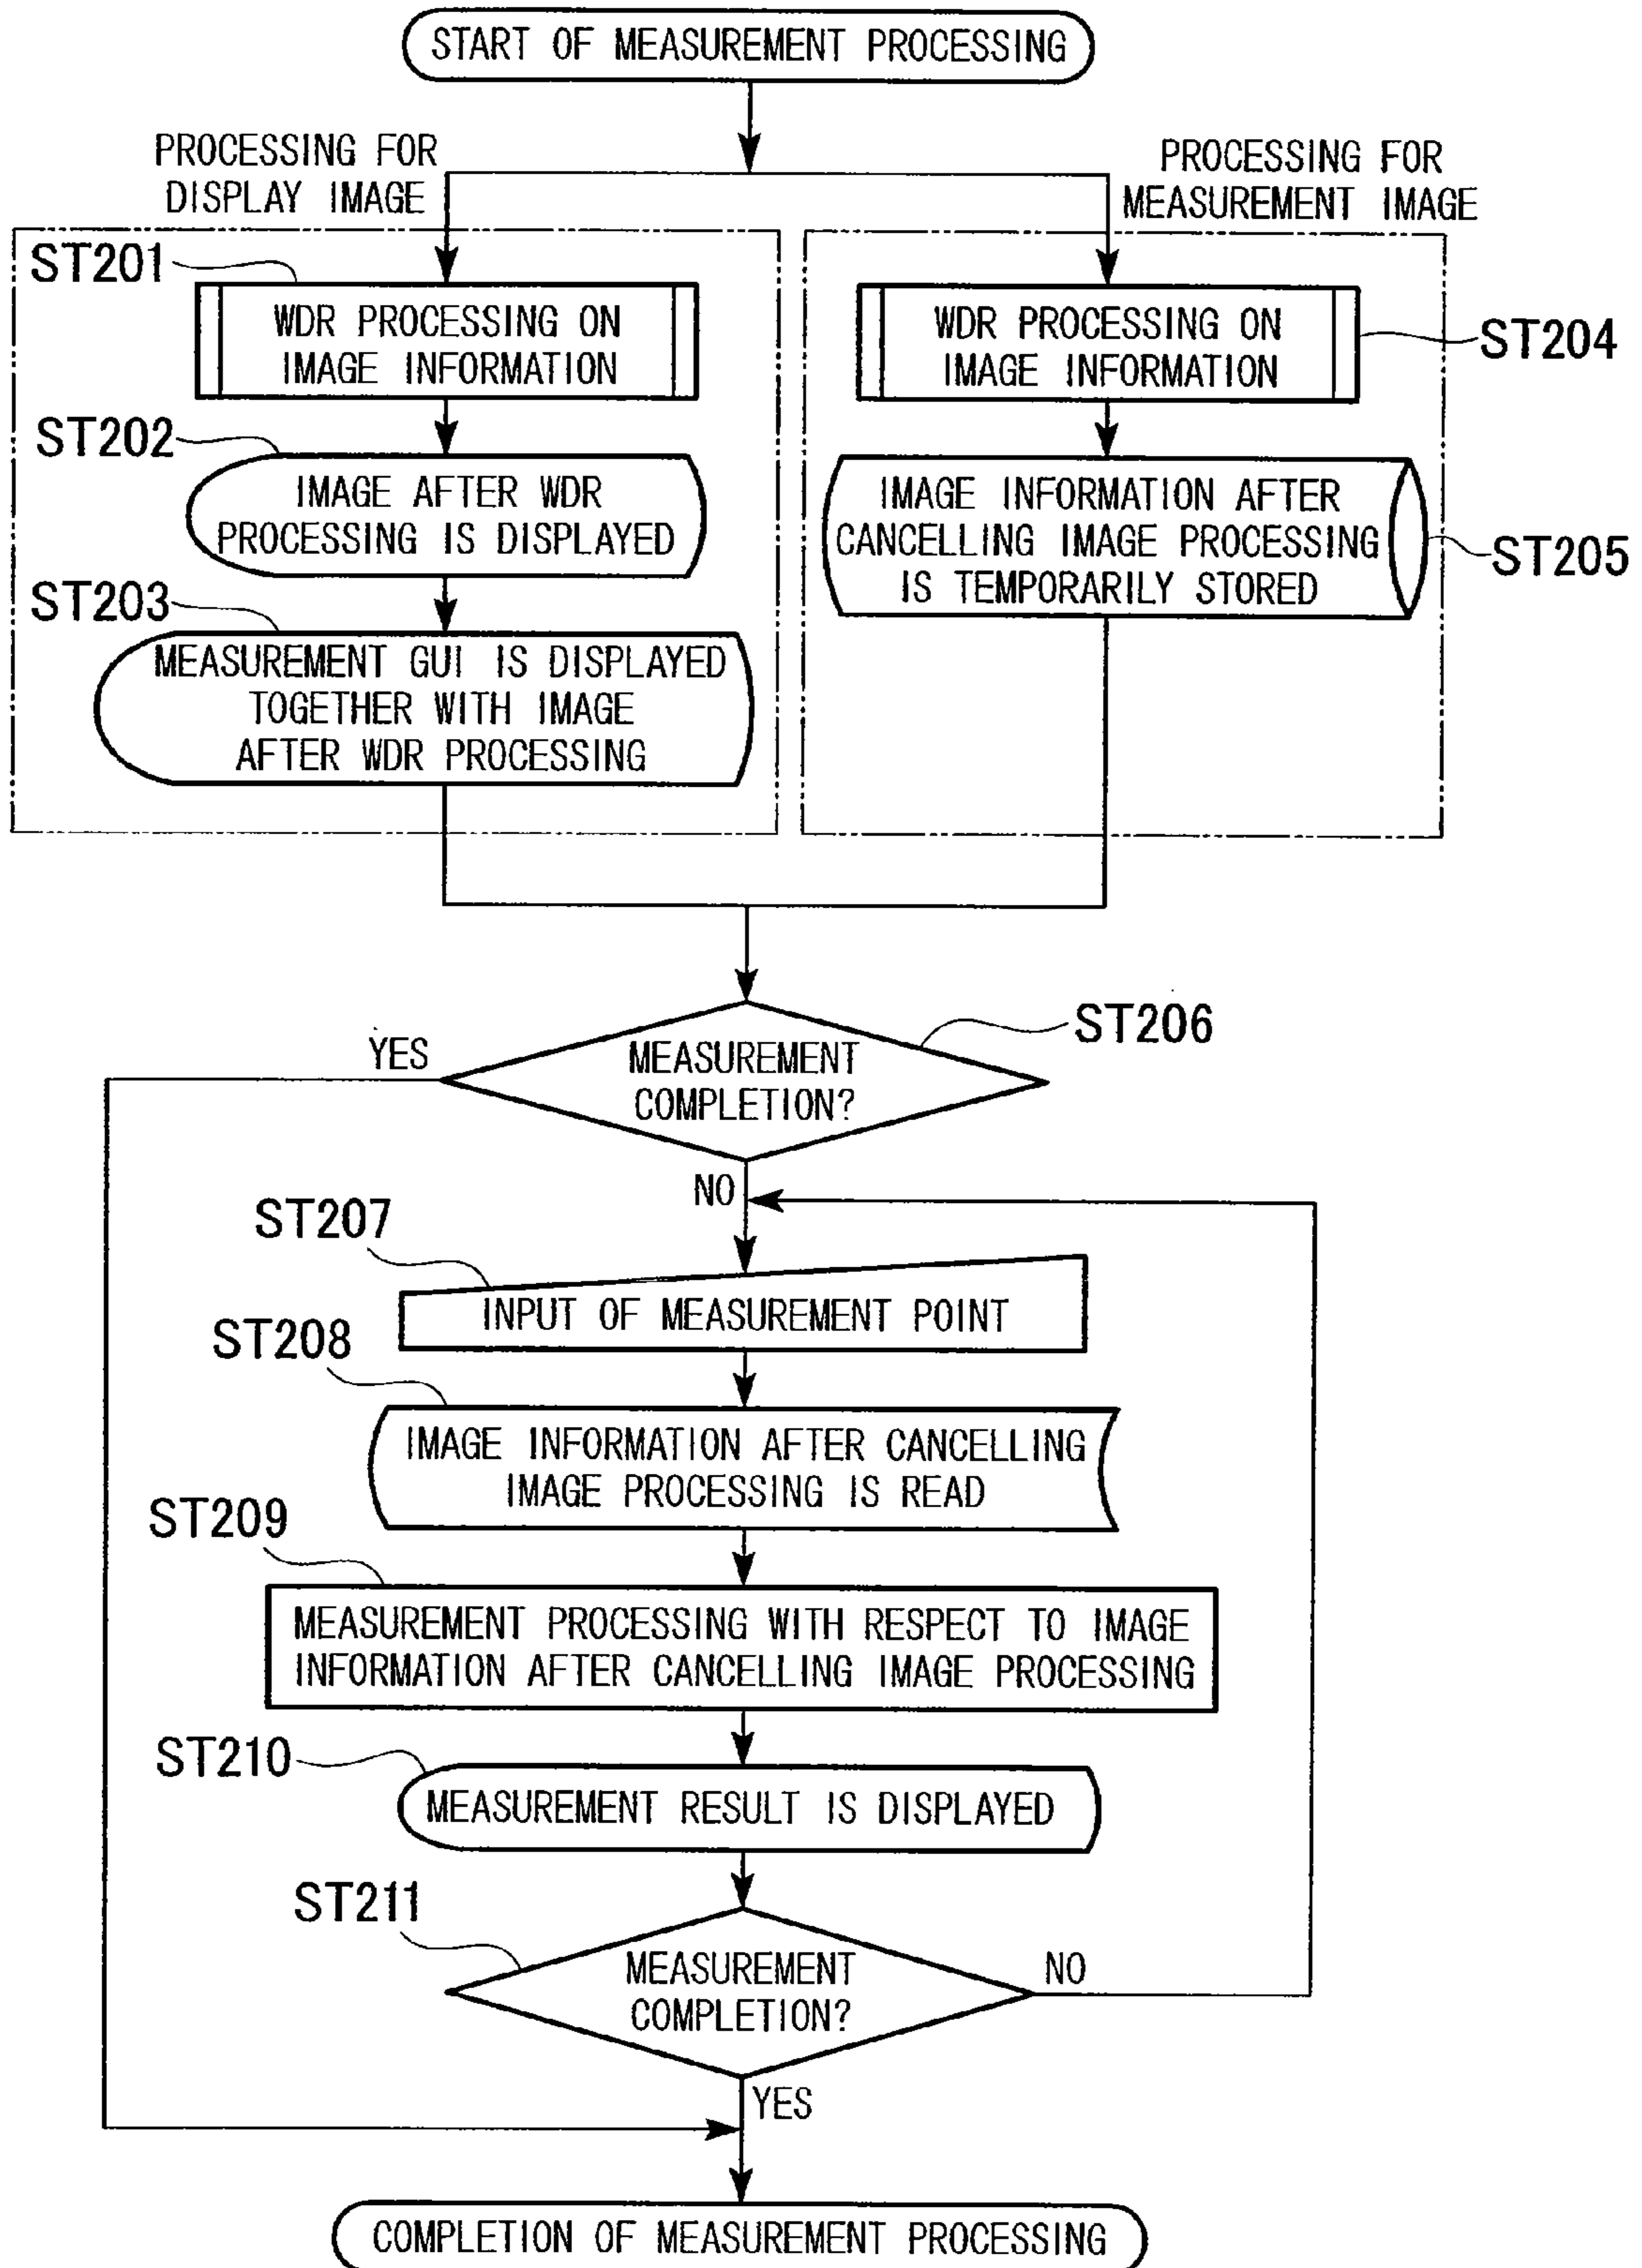 START OF MEASUREMENT PROCESSING
PROCESSING FOR
DISPLAY IMAGE
PROCESSING FOR
MEASUREMENT IMAGE
ST201
WDR PROCESSING ON
IMAGE INFORMATION
ST202
IMAGE AFTER WDR
PROCESSING IS DISPLAYED
ST203
MEASUREMENT GUI IS DISPLAYED
TOGETHER WITH IMAGE
AFTER WDR PROCESSING
WDR PROCESSING ON
IMAGE INFORMATION
ST204
IMAGE INFORMATION AFTER
CANCELLING IMAGE PROCESSING
IS TEMPORARILY STORED
ST205
ST206
YES
MEASUREMENT
COMPLETION?
NO
ST207
INPUT OF MEASUREMENT POINT
ST208
IMAGE INFORMATION AFTER CANCELLING
IMAGE PROCESSING IS READ
ST209
MEASUREMENT PROCESSING WITH RESPECT TO IMAGE
INFORMATION AFTER CANCELLING IMAGE PROCESSING
ST210
MEASUREMENT RESULT IS DISPLAYED
ST211
MEASUREMENT
COMPLETION?
NO
YES
COMPLETION OF MEASUREMENT PROCESSING